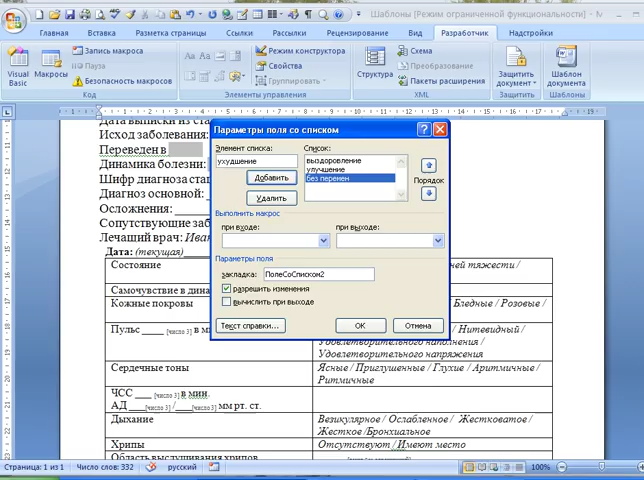 Шаблоны [Режим ограниченной функциональности] -
Главная Вставка Разметка страницы Ссылки Рассылки Рецензирование Вид Разработчик Надстройки
Visual Basic
Макросы
Запись макроса
Пауза
Безопасность макросов
Код
Режим конструктора
Свойства
Группировать
Элементы управления
Структура
Схема
Преобразование
Пакеты расширения
XML
Защитить документ
Защитить
Шаблон документа
Шаблоны
Дата выписки из ста
Исход заболевания:
Переведен в
Динамика болезни:
Шифр диагноза ста
Диагноз основной:
Осложнения:
Сопутствующие заб
Лечащий врач: Иван
Дата: (текущая)
Параметры поля со списком
Элемент списка:
ухудшение
Добавить
Удалить
Список:
выздоровление
улучшение
без перемен
Порядок
Выполнить макрос
при входе:
при выходе:
Параметры поля
закладка: ПолеСоСписком2
разрешить изменения
вычислить при выходе
Текст справки...
ОК
Отмена
Состояние
ней тяжести /
Самочувствие в дина
Кожные покровы
Бледные / Розовые /
Пульс ____ [число 3] в м
Нитевидный /
Удовлетворительного наполнения /
Удовлетворительного напряжения
Сердечные тоны
Ясные / Приглушенные / Глухие / Аритмичные /
Ритмичные
ЧСС ___ [число 3] в мин.
АД ___[число 3] /___[число 3] мм рт. ст.
Дыхание
Везикулярное / Ослабленное / Жестковатое /
Жесткое /Бронхиальное
Хрипы
Отсутствуют / Имеют место
Область выслушивания хрипов
Страница: 1 из 1
Число слов: 332
русский
100%